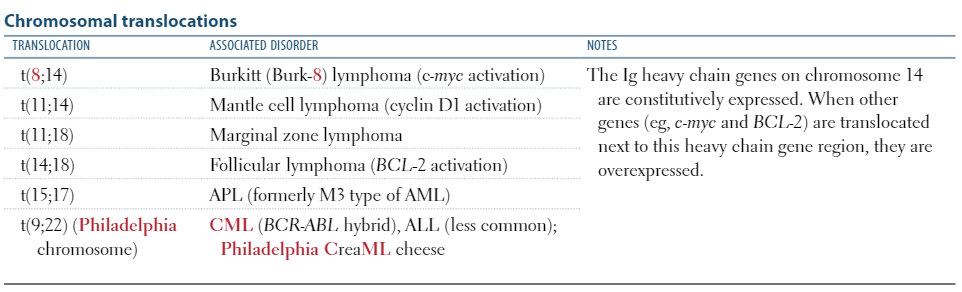 Chromosomal translocations
TRANSLOCATION ASSOCIATED DISORDER NOTES
t(8;14) Burkitt (Burk-8) lymphoma (c-myc activation) The Ig heavy chain genes on chromosome 14
t(11;14) Mantle cell lymphoma (cyclin D1 activation) are constitutively expressed. When other
genes (eg, c-myc and BCL-2) are translocated
t(11;18) Marginal zone lymphoma next to this heavy chain gene region, they are
t(14;18) Follicular lymphoma (BCL-2 activation) overexpressed.
t(15;17) APL (formerly M3 type of AML)
t(9;22) (Philadelphia CML (BCR-ABL hybrid), ALL (less common);
chromosome) Philadelphia CreaML cheese